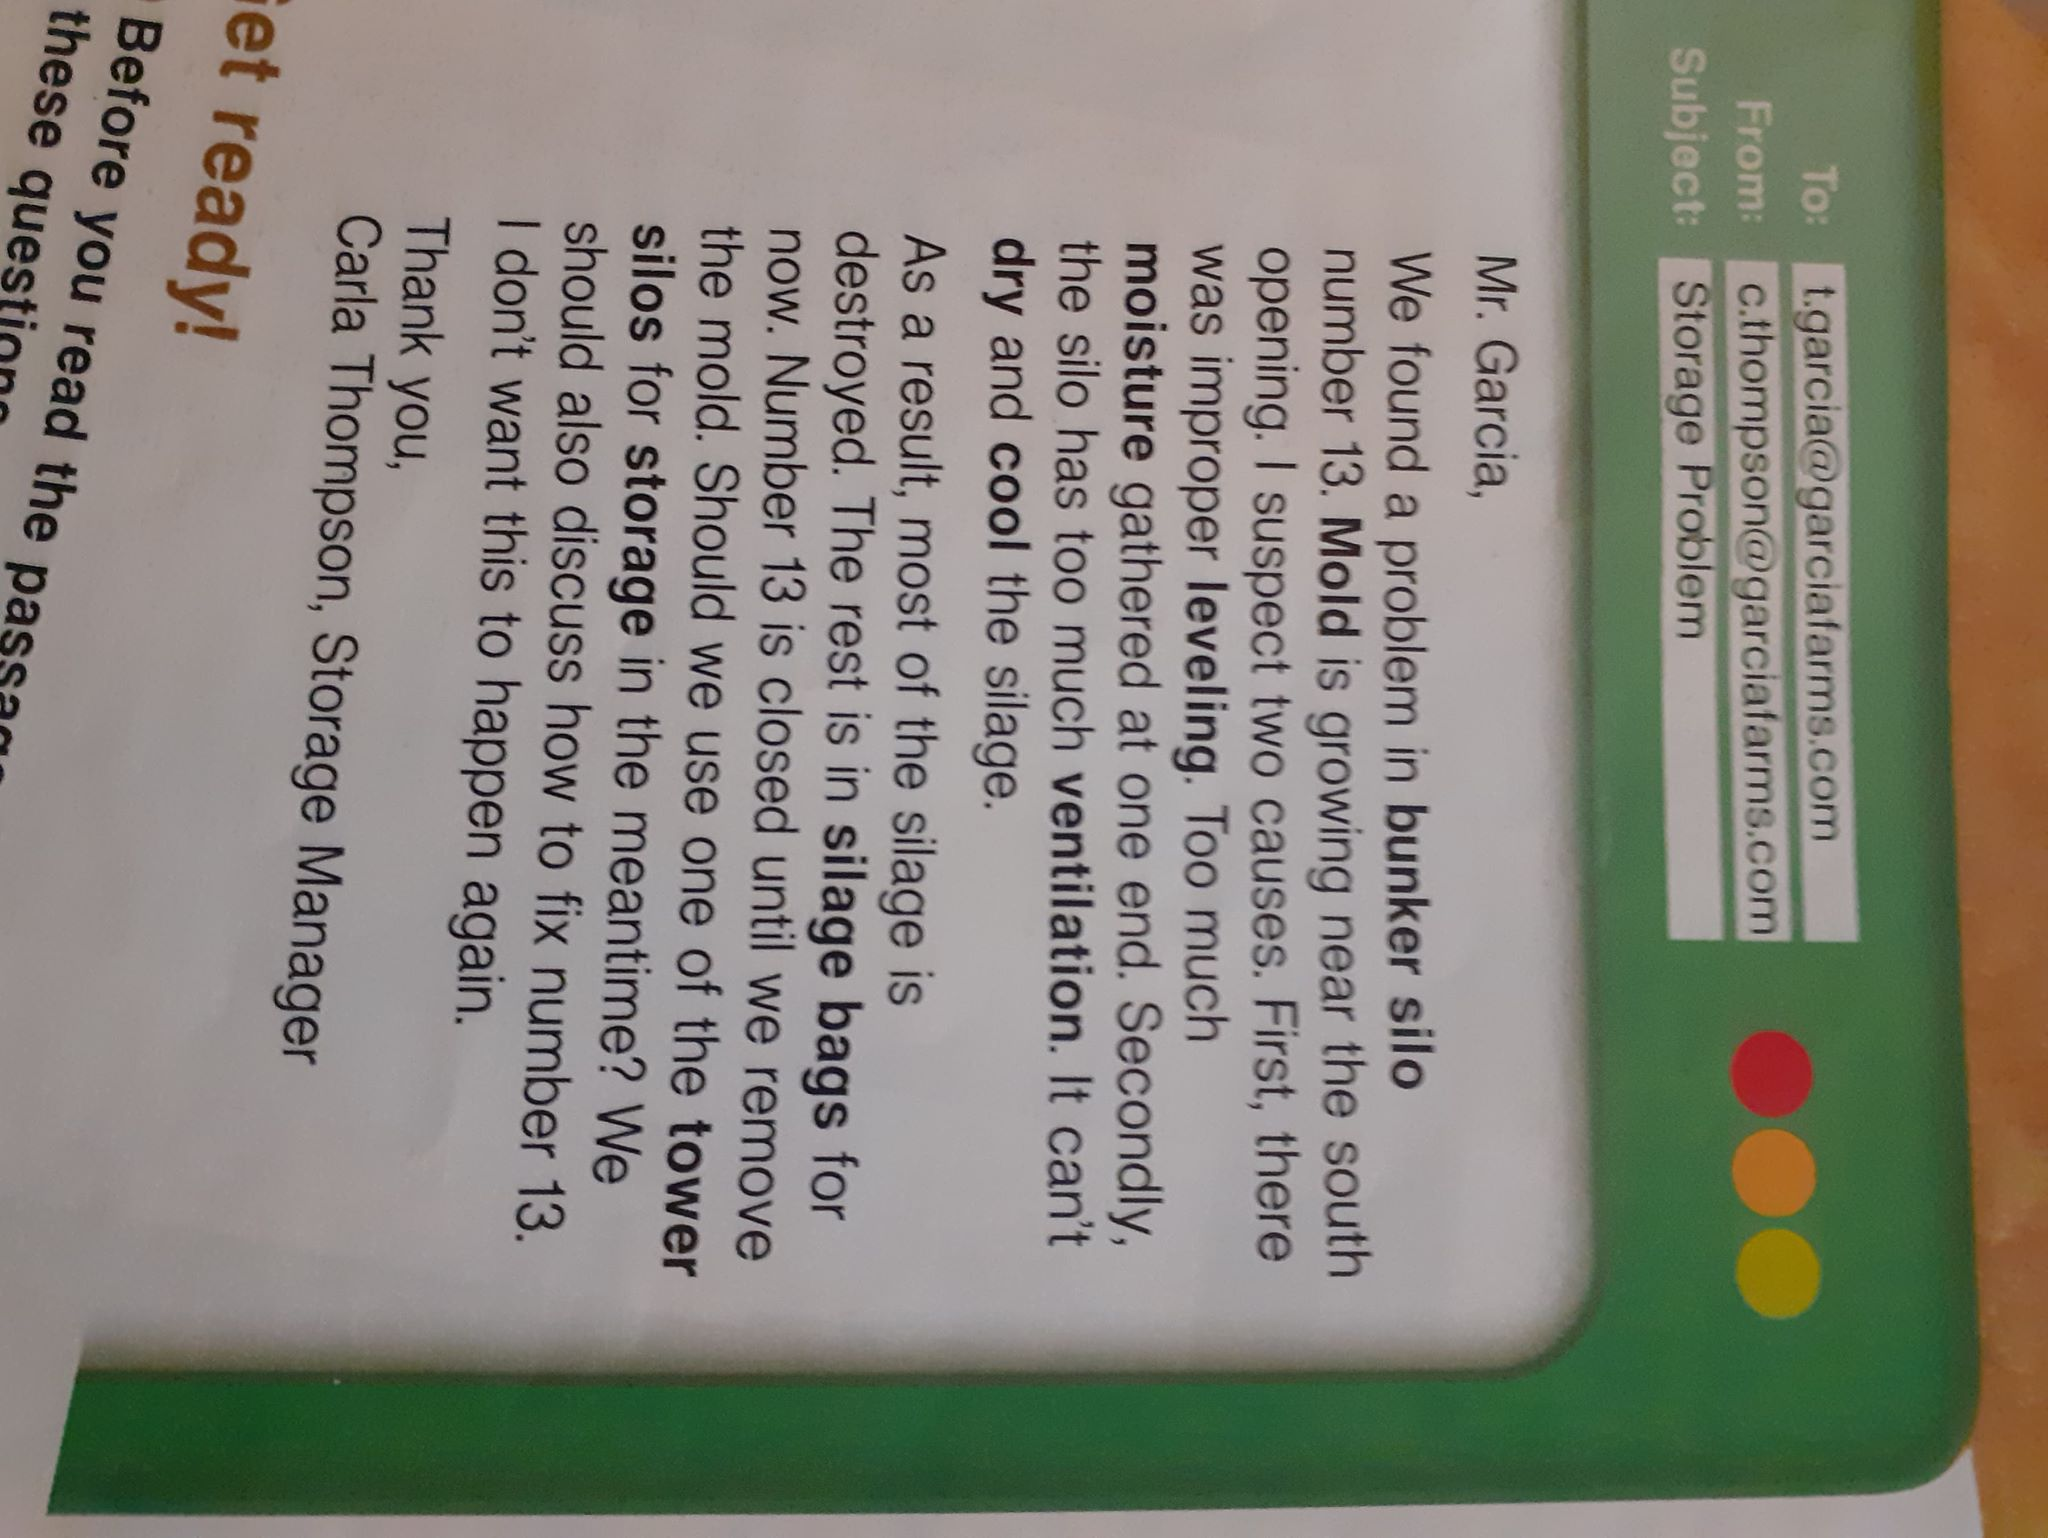 To: t.garcia@garciafarms.com
From: c.thompson@garciafarms.com
Subject: Storage Problem
Mr. Garcia,
We found a problem in bunker silo
number 13. Mold is growing near the south
opening. I suspect two causes. First, there
was improper leveling. Too much
moisture gathered at one end. Secondly,
the silo has too much ventilation. It can't
dry and cool the silage.
As a result, most of the silage is
destroyed. The rest is in silage bags for
now. Number 13 is closed until we remove
the mold. Should we use one of the tower
silos for storage in the meantime? We
should also discuss how to fix number 13.
I don't want this to happen again.
Thank you,
Carla Thompson, Storage Manager
et ready!
Before you read the passage
these questions